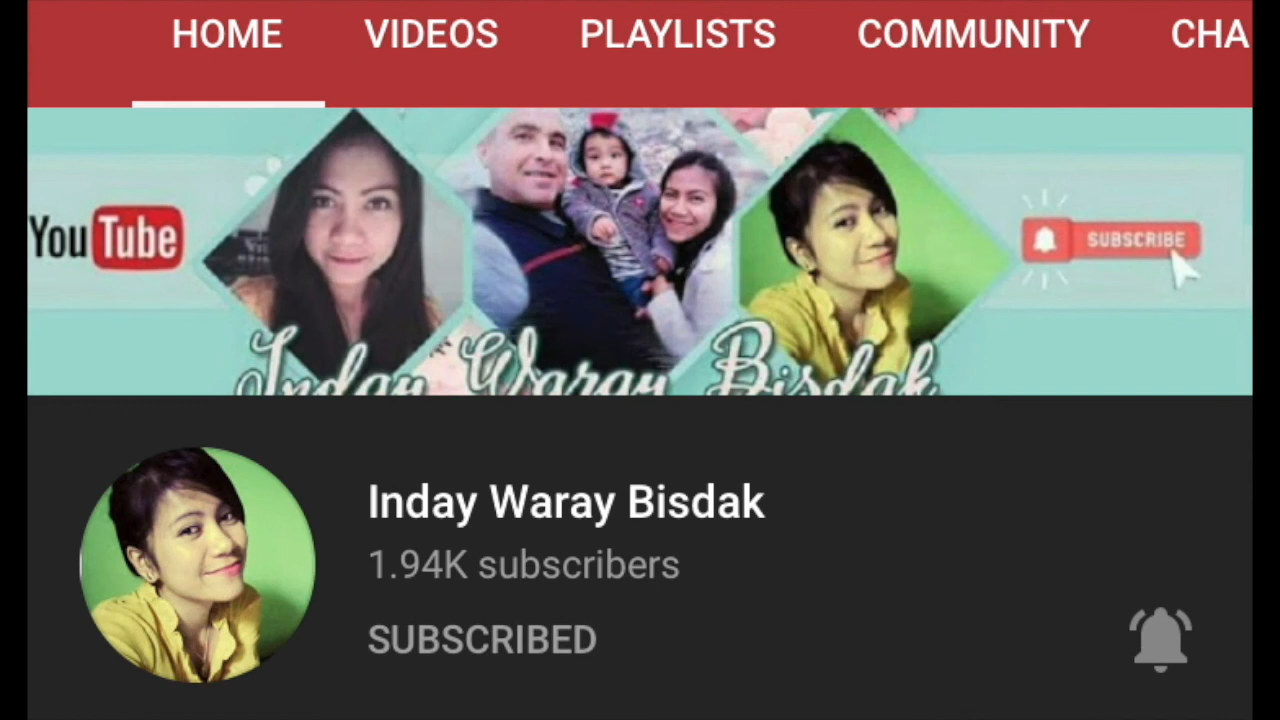 HOME VIDEOS PLAYLISTS COMMUNITY CHA
YouTube
SUBSCRIBE
Inday Waray Bisdak
Inday Waray Bisdak
1.94K subscribers
SUBSCRIBED